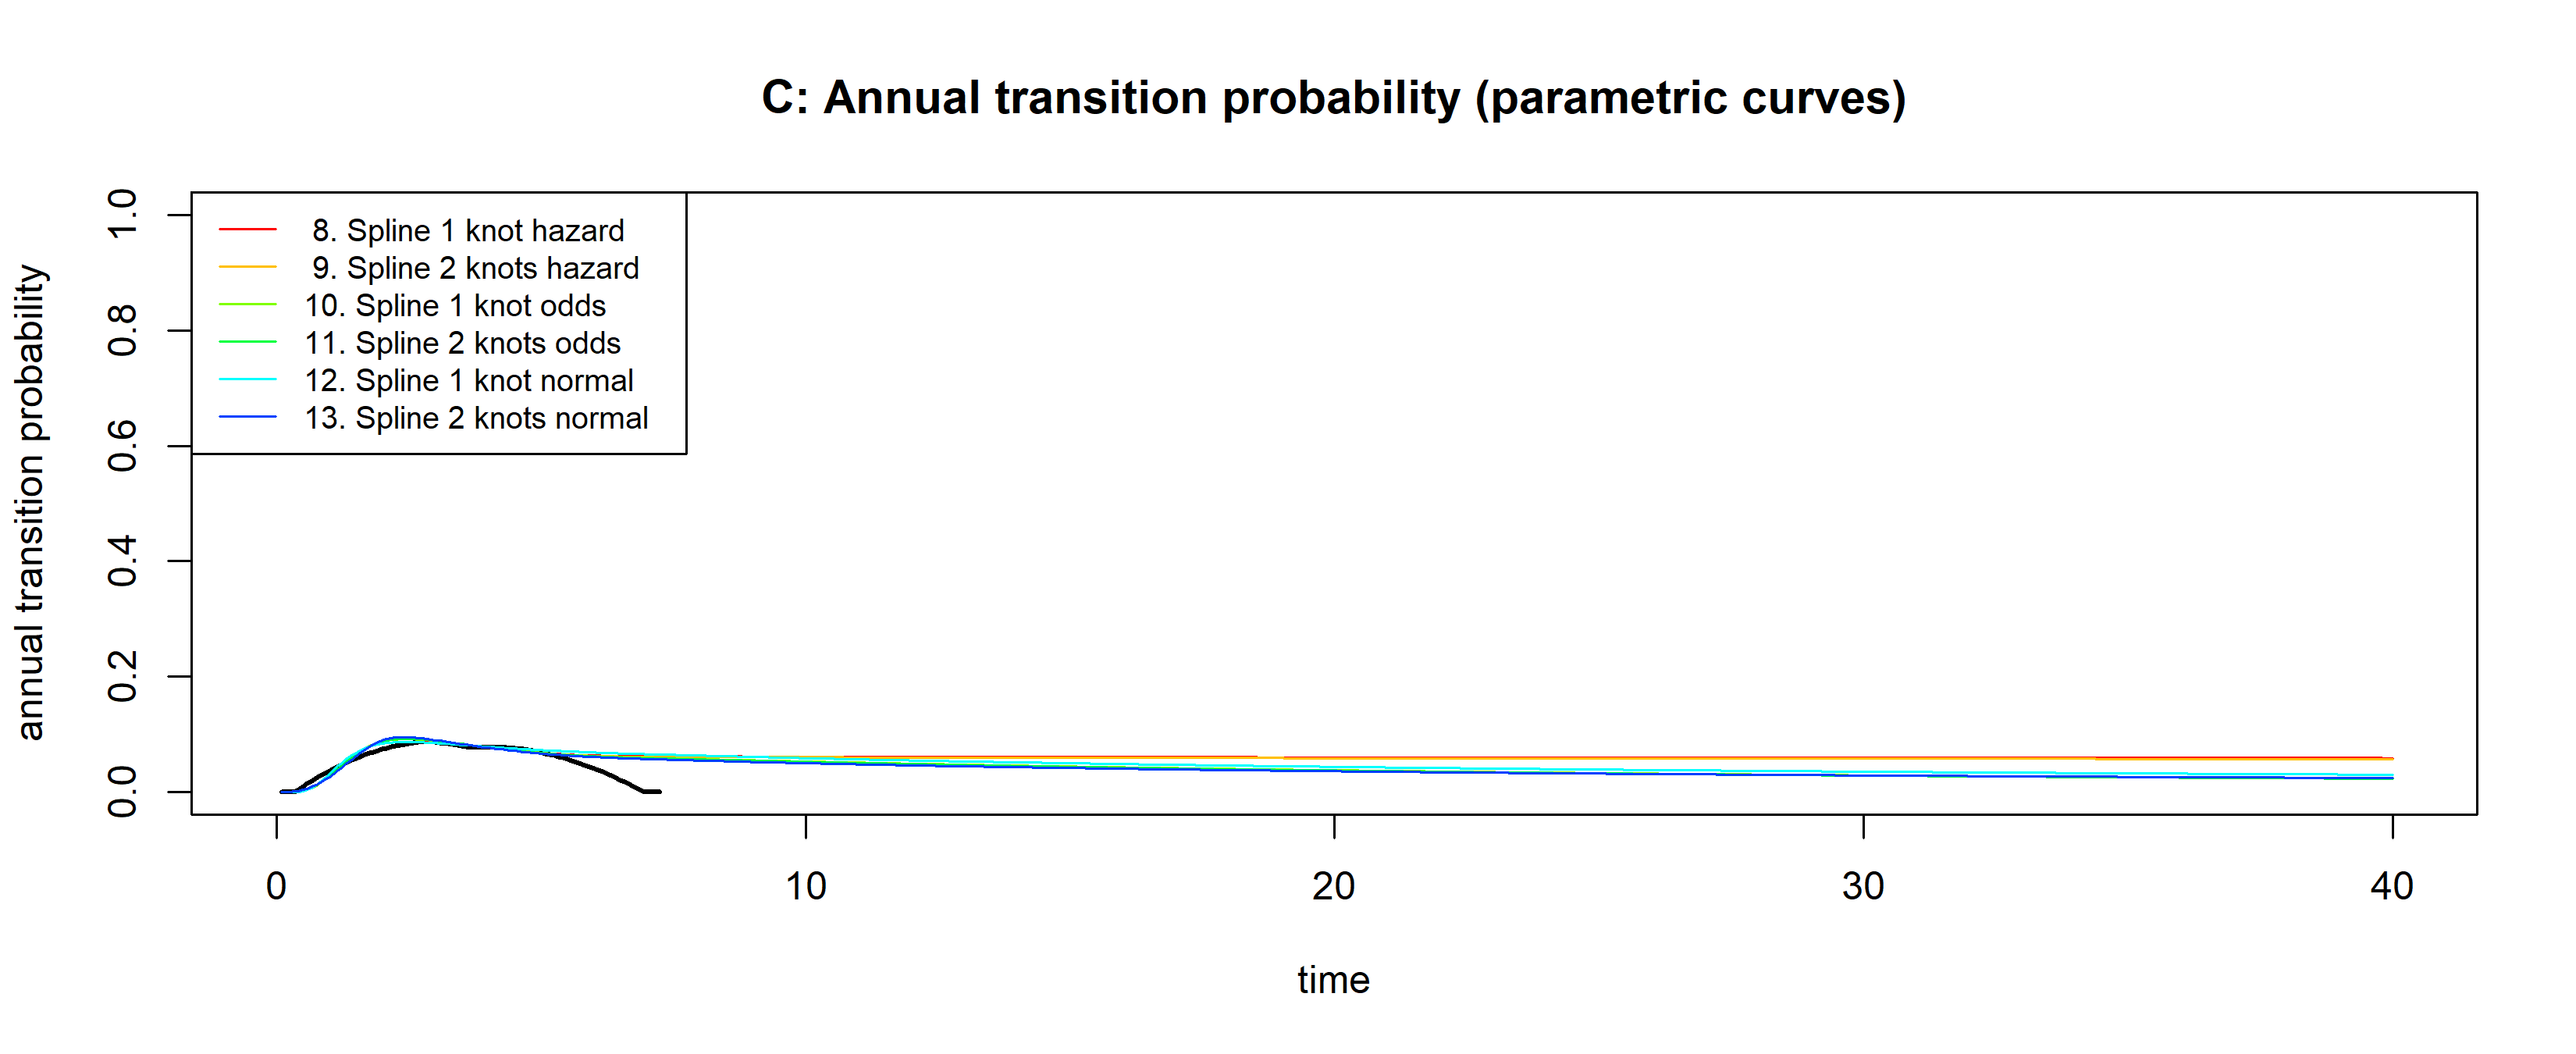 C: Annual transition probability (parametric curves)
annual transition probability
1.0
0.8
0.6
0.4
0.2
0.0
8. Spline 1 knot hazard
9. Spline 2 knots hazard
10. Spline 1 knot odds
11. Spline 2 knots odds
12. Spline 1 knot normal
13. Spline 2 knots normal
0 10 20 30 40
time